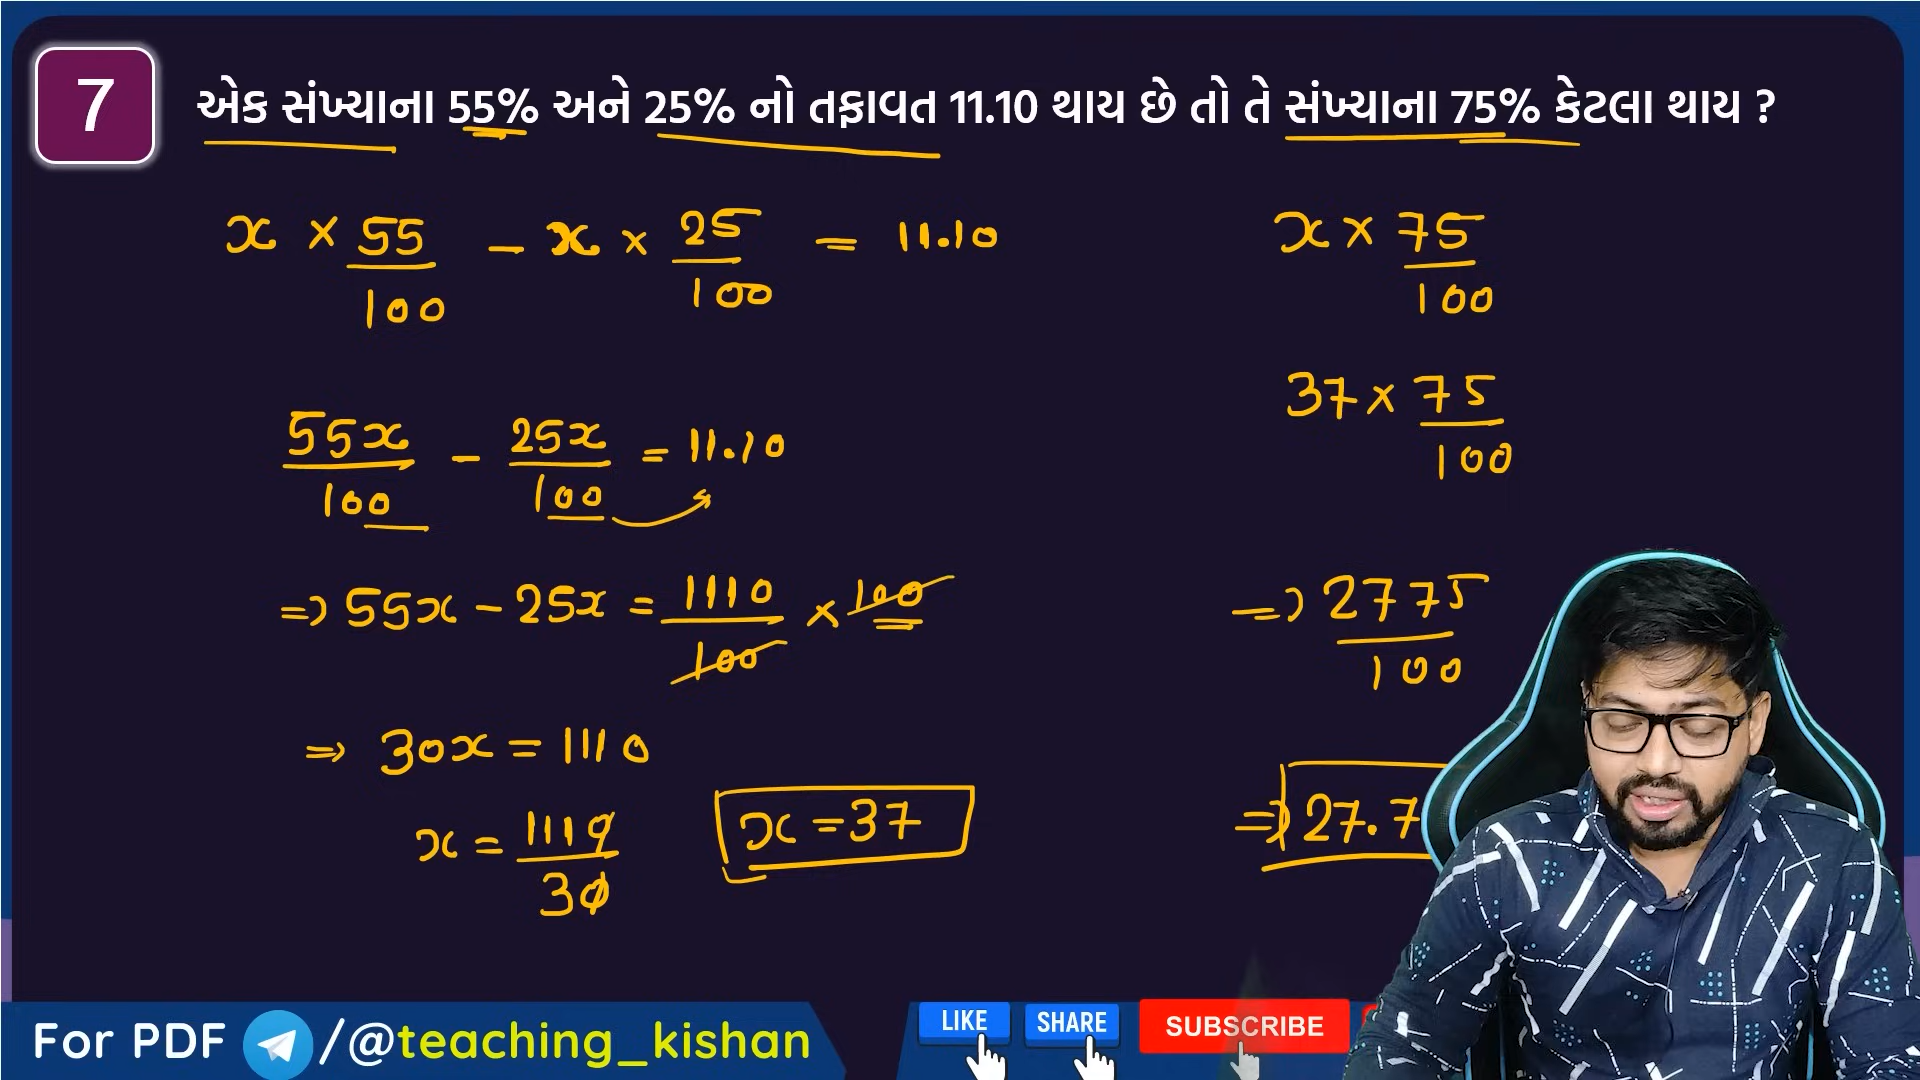 7
એક સંખ્યાના 55% અને 25% નો તફાવત 11.10 થાય છે તો તે સંખ્યાના 75% કેટલા થાય ?
x × 55/100 - x × 25/100 = 11.10
55x/100 - 25x/100 = 11.10
=> 55x - 25x = 1110/100 × 100
=> 30x = 1110
x = 1110/30
x = 37
x × 75/100
37 × 75/100
=> 2775/100
=> 27.7
For PDF /@teaching_kishan
LIKE
SHARE
SUBSCRIBE